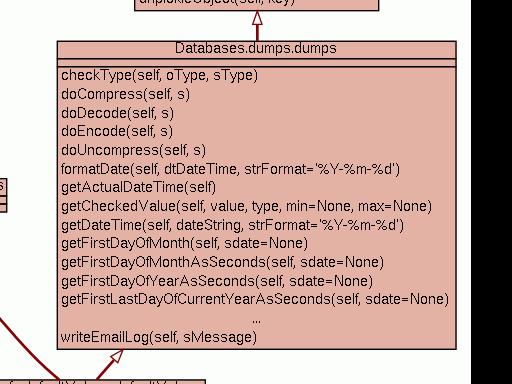 unpickleObject(self, key)
Databases.dumps.dumps
checkType(self, oType, sType)
doCompress(self, s)
doDecode(self, s)
doEncode(self, s)
doUncompress(self, s)
formatDate(self, dtDateTime, strFormat='%Y-%m-%d')
getActualDateTime(self)
getCheckedValue(self, value, type, min=None, max=None)
getDateTime(self, dateString, strFormat='%Y-%m-%d')
getFirstDayOfMonth(self, sdate=None)
getFirstDayOfMonthAsSeconds(self, sdate=None)
getFirstDayOfYearAsSeconds(self, sdate=None)
getFirstLastDayOfCurrentYearAsSeconds(self, sdate=None)
...
writeEmailLog(self, sMessage)